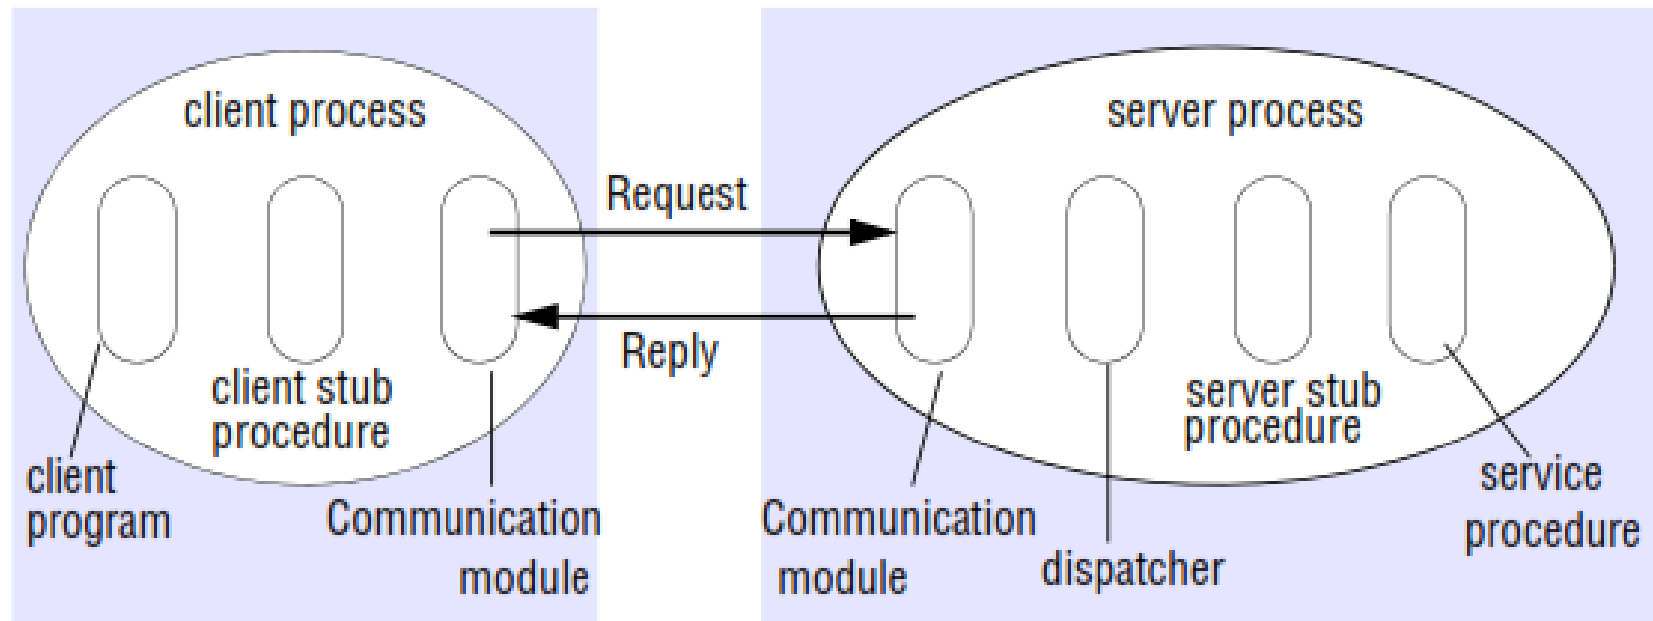 client process
server process
Request
Reply
client stub
procedure
server stub
procedure
client
program
Communication
module
Communication
module
dispatcher
service
procedure